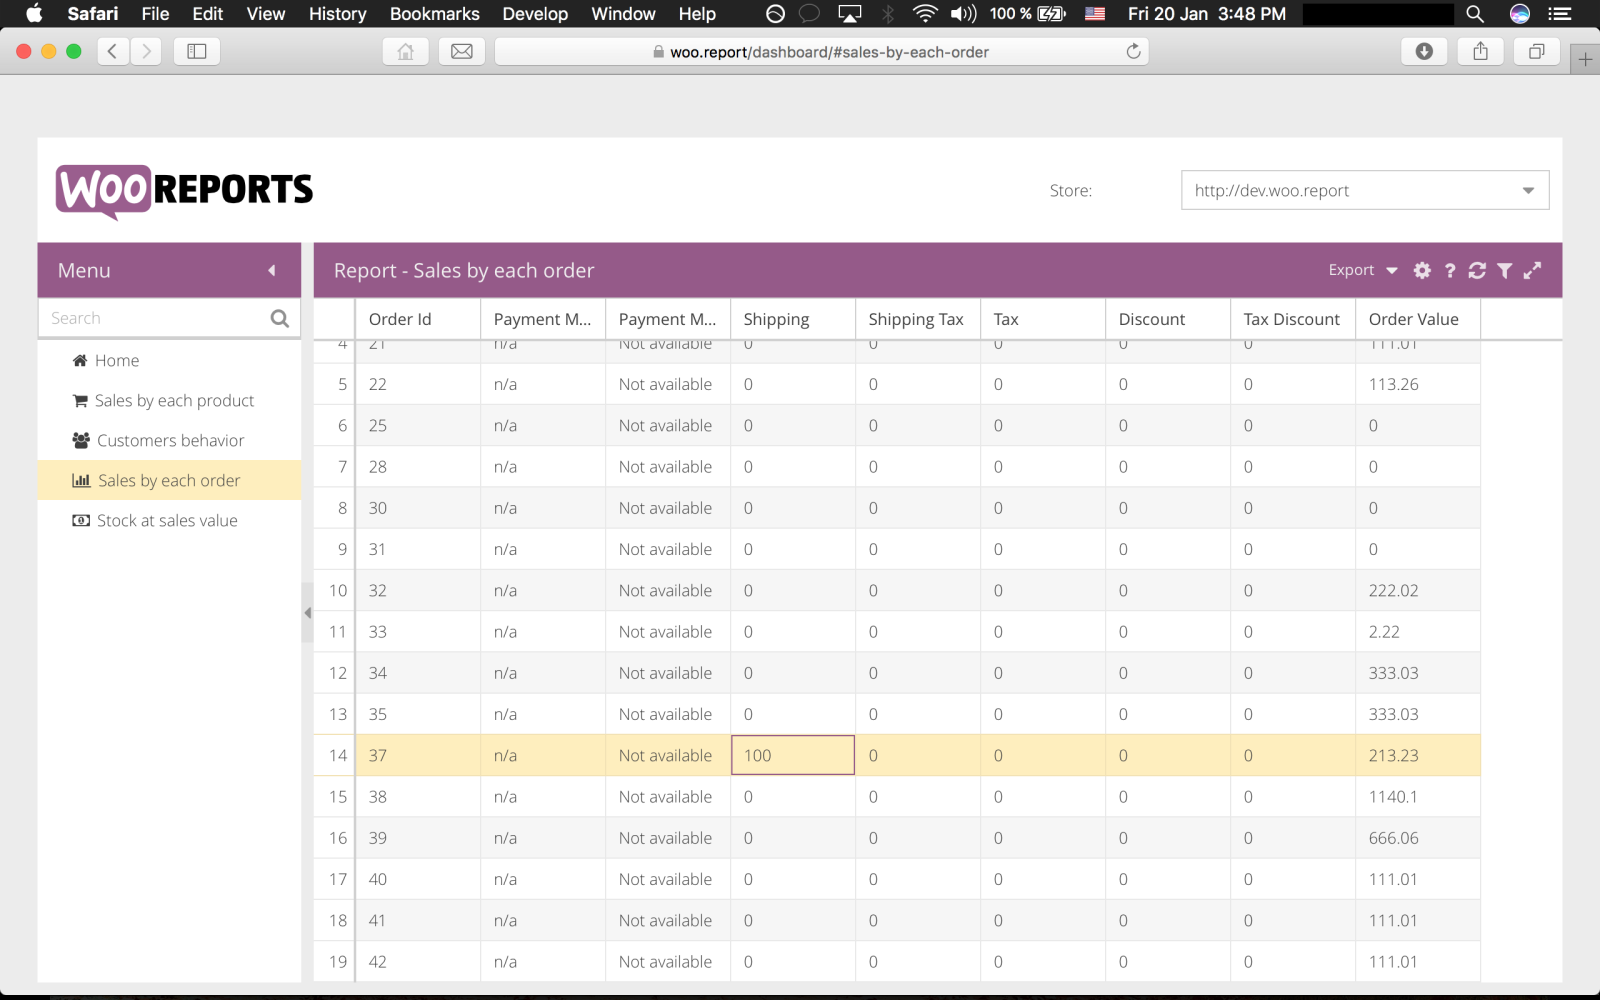 Safari File Edit View History Bookmarks Develop Window Help 100 % Fri 20 Jan 3:48 PM
woo.report/dashboard/#sales-by-each-order
WOO REPORTS
Store: http://dev.woo.report
Menu
Report - Sales by each order Export ?
Search
Home
Sales by each product
Customers behavior
Sales by each order
Stock at sales value
Order Id Payment M... Payment M... Shipping Shipping Tax Tax Discount Tax Discount Order Value
4 21 n/a Not available 0 0 0 0 0 111.01
5 22 n/a Not available 0 0 0 0 0 113.26
6 25 n/a Not available 0 0 0 0 0 0
7 28 n/a Not available 0 0 0 0 0 0
8 30 n/a Not available 0 0 0 0 0 0
9 31 n/a Not available 0 0 0 0 0 0
10 32 n/a Not available 0 0 0 0 0 222.02
11 33 n/a Not available 0 0 0 0 0 2.22
12 34 n/a Not available 0 0 0 0 0 333.03
13 35 n/a Not available 0 0 0 0 0 333.03
14 37 n/a Not available 100 0 0 0 0 213.23
15 38 n/a Not available 0 0 0 0 0 1140.1
16 39 n/a Not available 0 0 0 0 0 666.06
17 40 n/a Not available 0 0 0 0 0 111.01
18 41 n/a Not available 0 0 0 0 0 111.01
19 42 n/a Not available 0 0 0 0 0 111.01